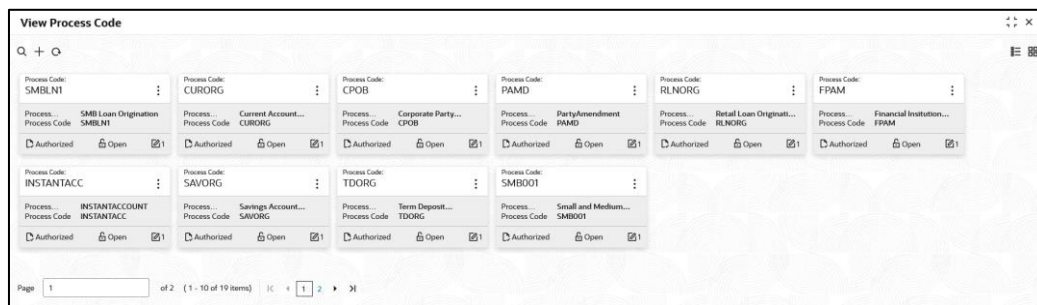 View Process Code
Process Code: Process Code: Process Code: Process Code: Process Code: Process Code:
SMBLN1 CURORG CPOB PAMD RLNORG FPAM
Process... SMB Loan Origination Process... Current Account... Process... Corporate Party... Process... PartyAmendment Process... Retail Loan Originati... Process... Financial Insitution...
Process Code SMBLN1 Process Code CURORG Process Code CPOB Process Code PAMD Process Code RLNORG Process Code FPAM
Authorized Open 1 Authorized Open 1 Authorized Open 1 Authorized Open 1 Authorized Open 1 Authorized Open 1
Process Code: Process Code: Process Code: Process Code:
INSTANTACC SAVORG TDORG SMB001
Process... INSTANTACCOUNT Process... Savings Account... Process... Term Deposit... Process... Small and Medium...
Process Code INSTANTACC Process Code SAVORG Process Code TDORG Process Code SMB001
Authorized Open 1 Authorized Open 1 Authorized Open 1 Authorized Open 1
Page 1 of 2 (1 - 10 of 19 items) 1 2